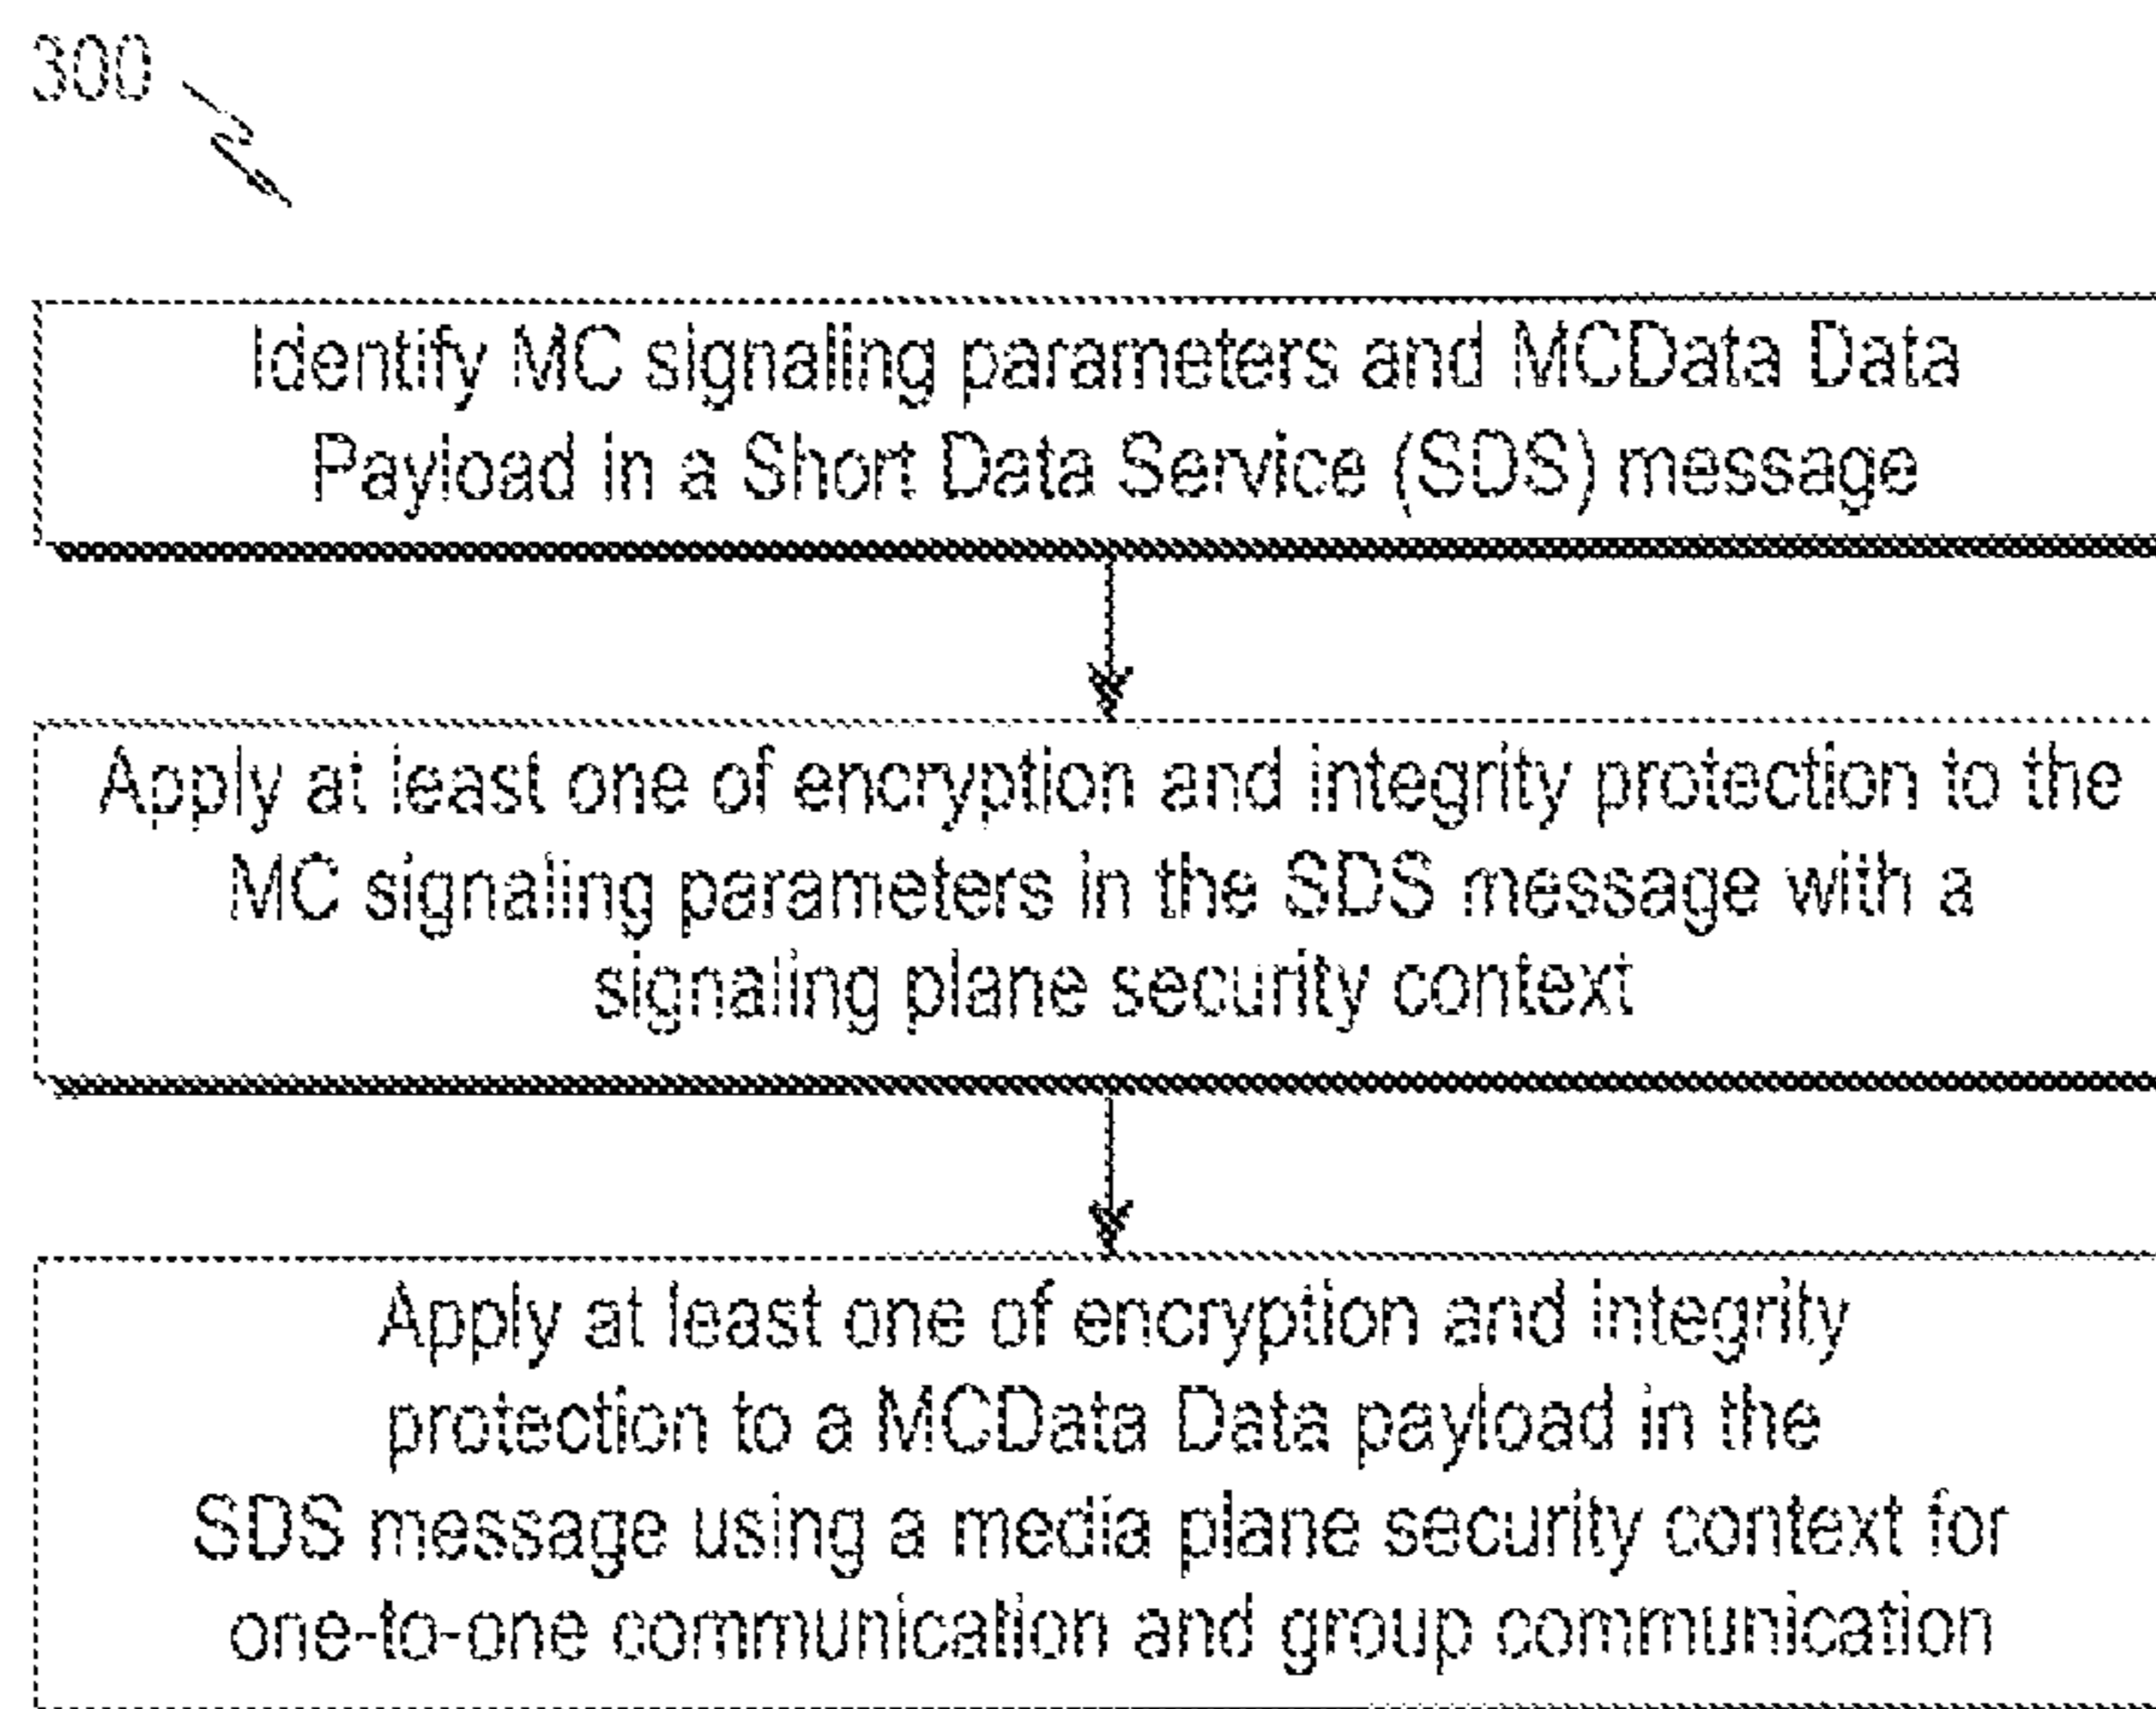 300
Identify MC signaling parameters and MCData Data
Payload in a Short Data Service (SDS) message
Apply at least one of encryption and integrity protection to the
MC signaling parameters in the SDS message with a
signaling plane security context
Apply at least one of encryption and integrity
protection to a MCData Data payload in the
SDS message using a media plane security context for
one-to-one communication and group communication